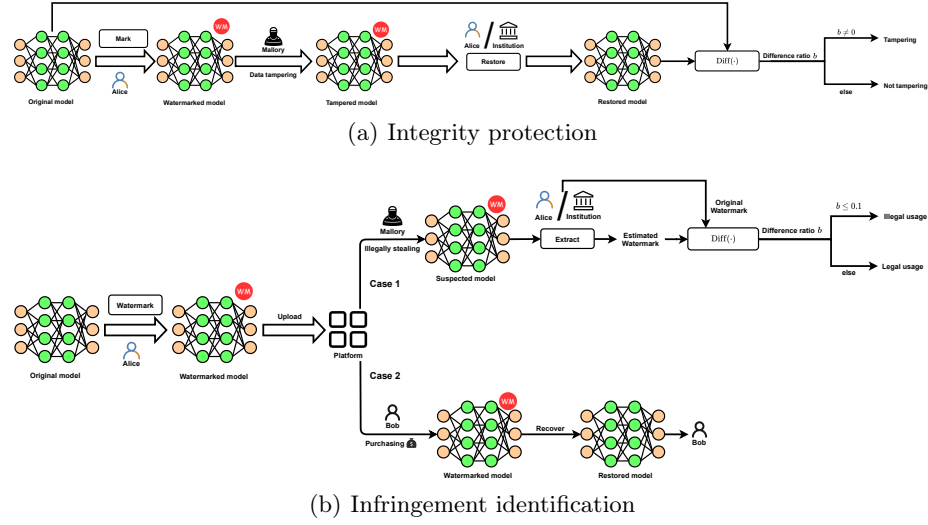 Mark
Alice
Original model
WM
Watermarked model
Mallory
Data tampering
WM
Tampered model
Alice / Institution
Restore
Restored model
Diff(·)
Difference ratio b
b ≠ 0
Tampering
else
Not tampering
(a) Integrity protection
Original model
Watermark
Alice
WM
Watermarked model
Upload
Platform
Case 1
Mallory
Illegally stealing
WM
Suspected model
Alice / Institution
Extract
Estimated
Watermark
Original
Watermark
Diff(·)
Difference ratio b
b ≤ 0.1
Illegal usage
else
Legal usage
Case 2
Bob
Purchasing $
WM
Watermarked model
Recover
Restored model
Bob
(b) Infringement identification